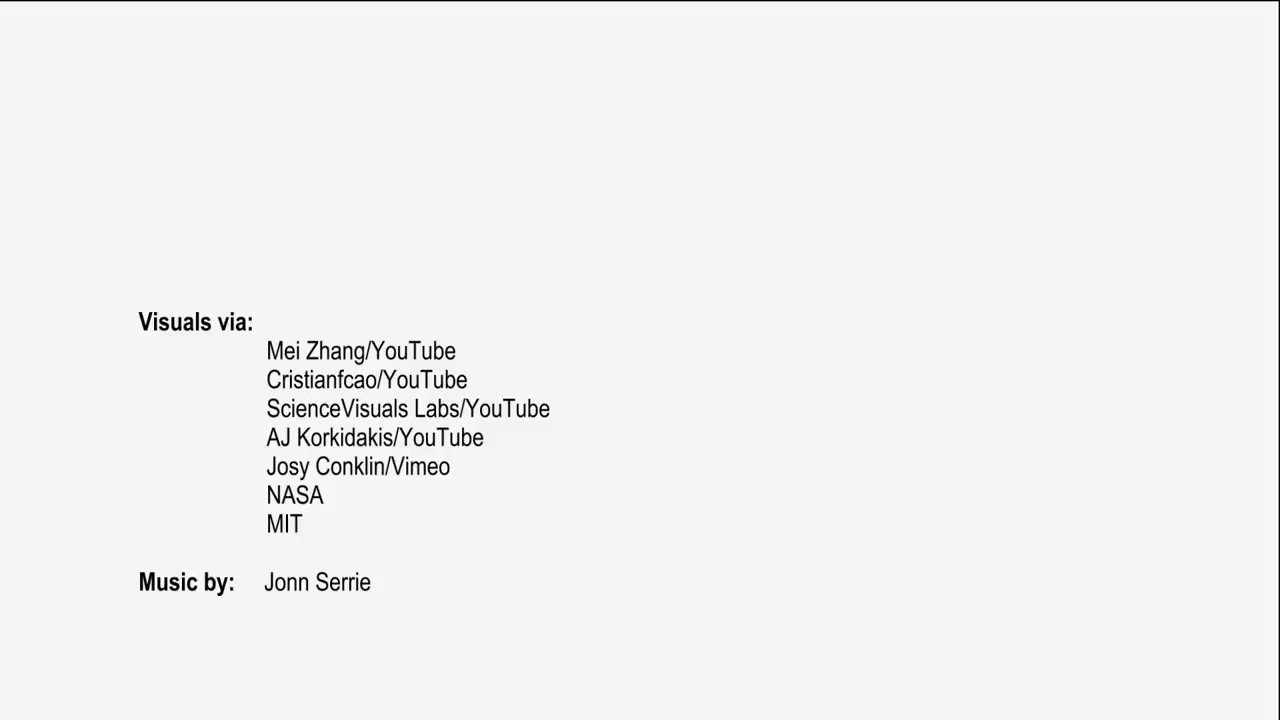 Visuals via:
Mei Zhang/YouTube
Cristianfcao/YouTube
ScienceVisuals Labs/YouTube
AJ Korkidakis/YouTube
Josy Conklin/Vimeo
NASA
MIT
Music by: Jonn Serrie